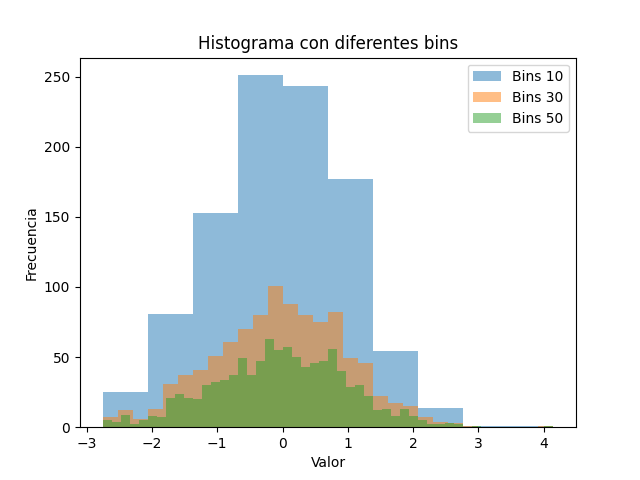 Histograma con diferentes bins
Bins 10
Bins 30
Bins 50
Frecuencia
250
200
150
100
50
0
−3
−2
−1
0
1
2
3
4
Valor